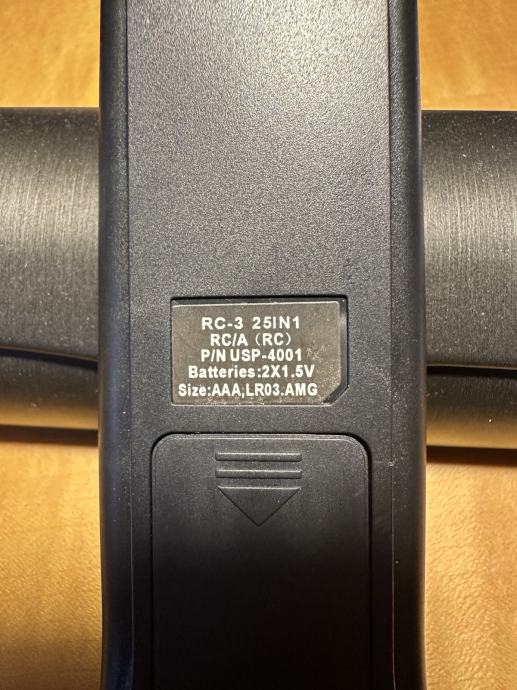 RC-3 25IN1
RC/A（RC）
P/N USP-4001
Batteries:2X1.5V
Size:AAA,LR03.AMG